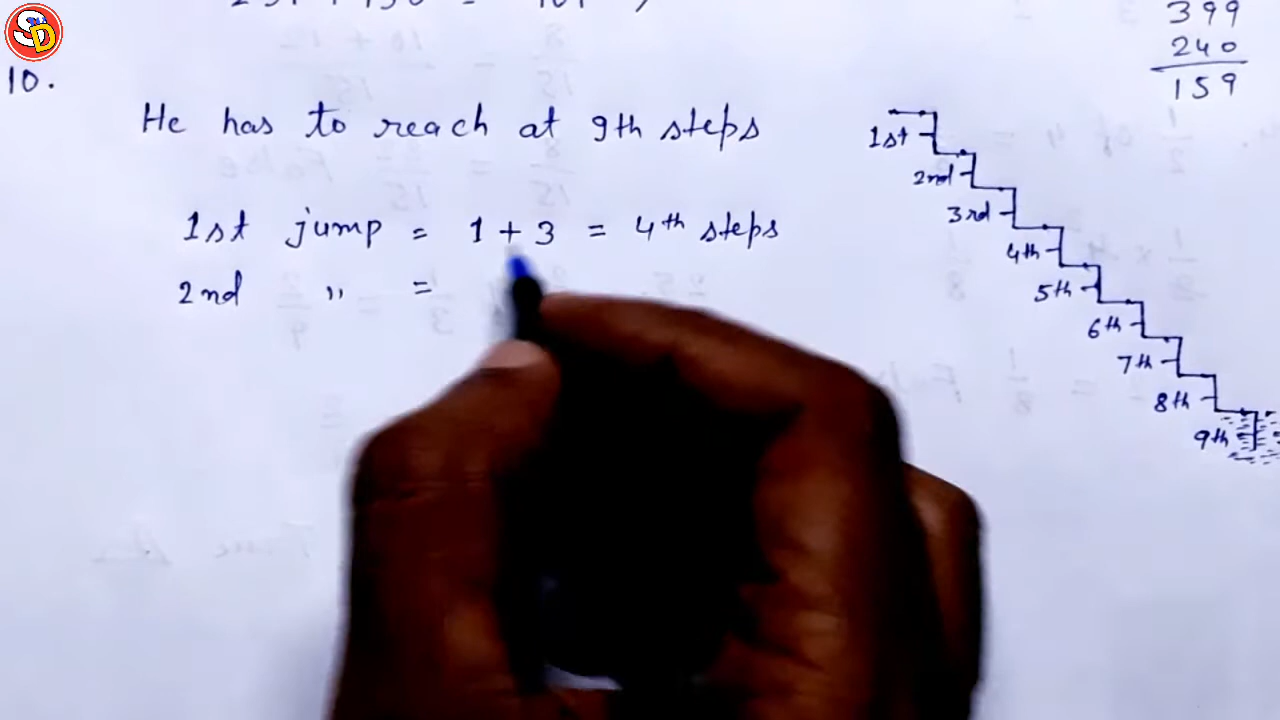 SD
399
240
159
10.
He has to reach at 9th steps
1st jump = 1 + 3 = 4th steps
2nd " =
1st
2nd
3rd
4th
5th
6th
7th
8th
9th